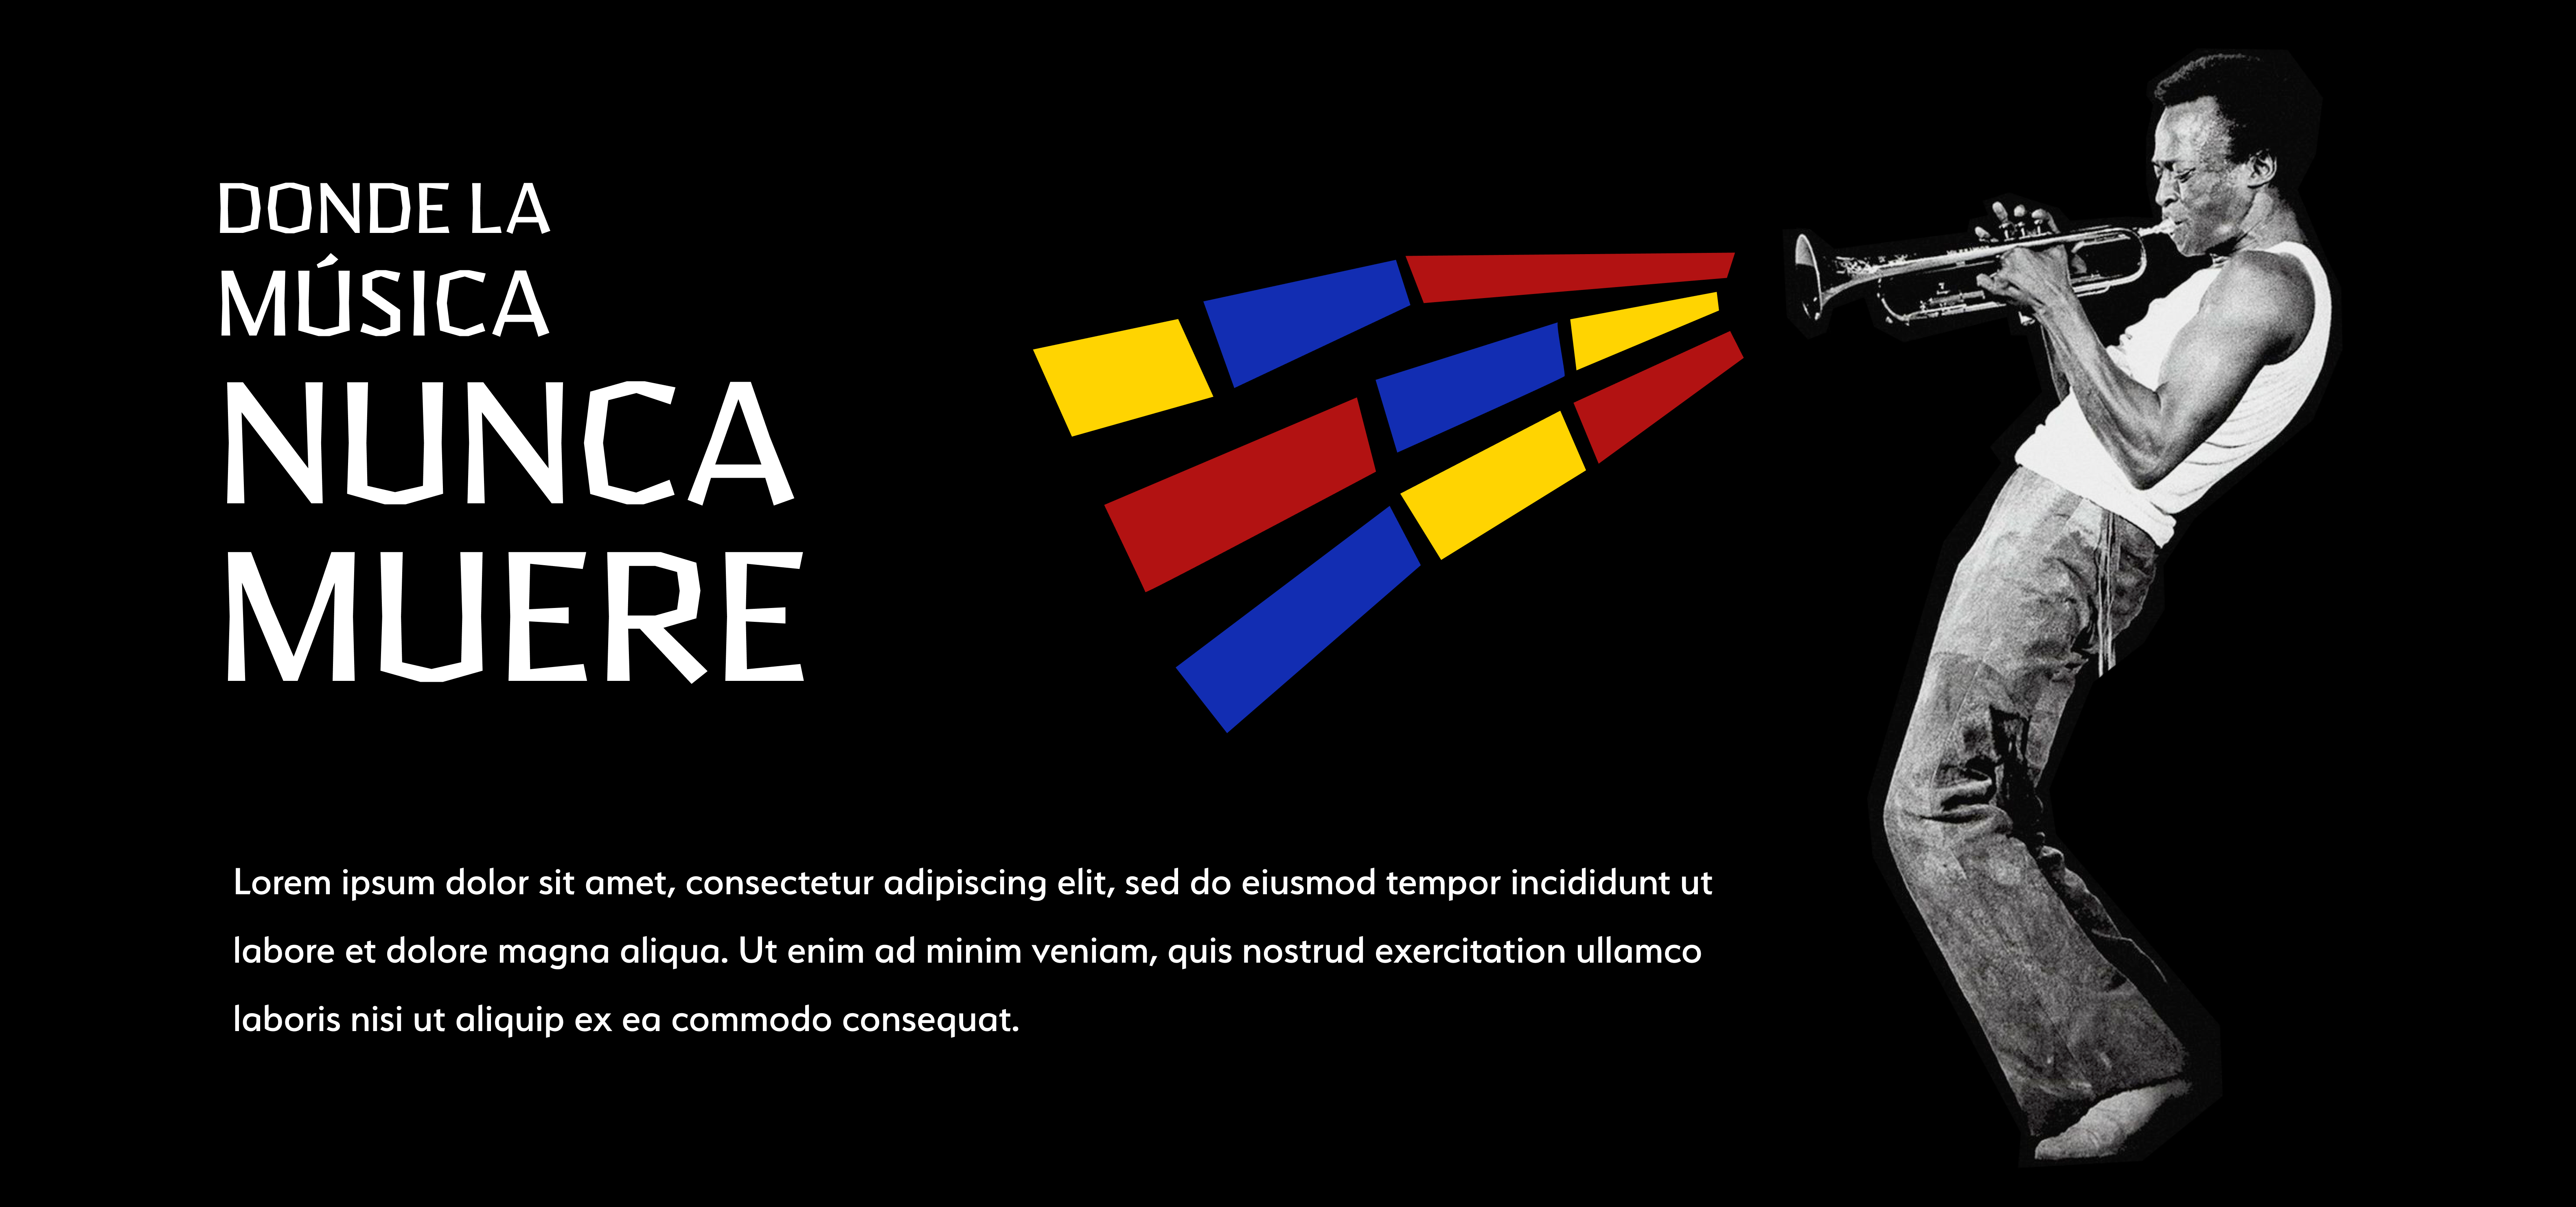 DONDE LA
MÚSICA
NUNCA
MUERE
Lorem ipsum dolor sit amet, consectetur adipiscing elit, sed do eiusmod tempor incididunt ut
labore et dolore magna aliqua. Ut enim ad minim veniam, quis nostrud exercitation ullamco
laboris nisi ut aliquip ex ea commodo consequat.